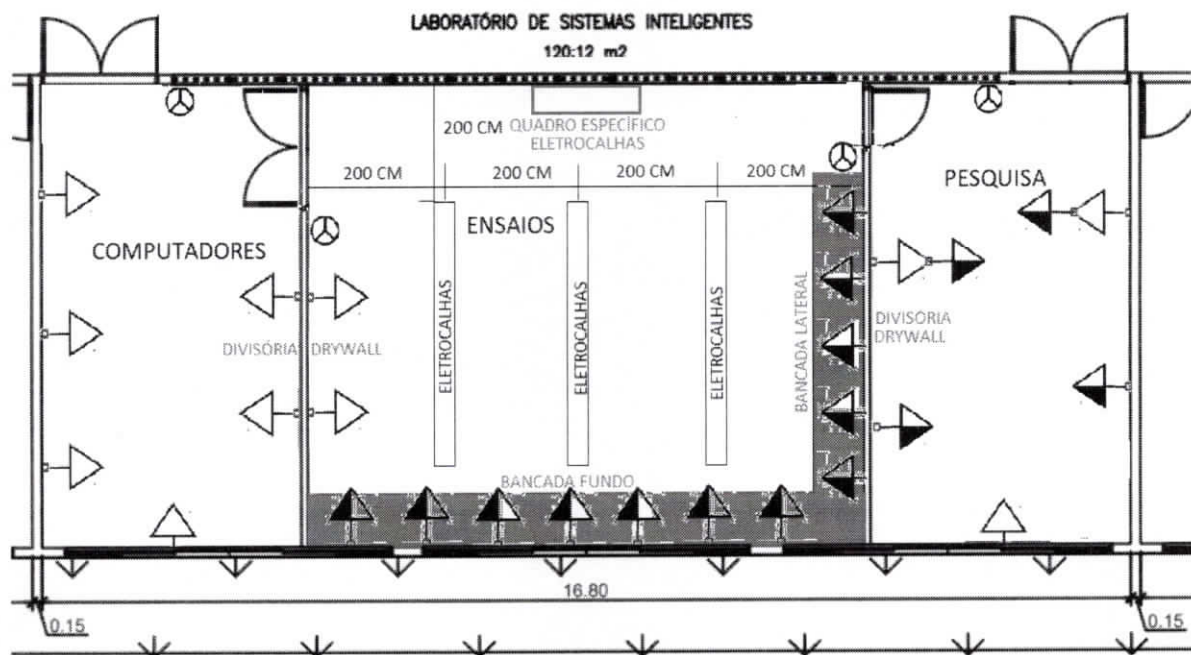 LABORATÓRIO DE SISTEMAS INTELIGENTES
120:12 m2
200 CM
QUADRO ESPECÍFICO
ELETROCALHAS
200 CM
200 CM
200 CM
200 CM
COMPUTADORES
ENSAIOS
PESQUISA
ELETROCALHAS
ELETROCALHAS
ELETROCALHAS
BANCADA LATERAL
DIVISÓRIA DRYWALL
DIVISÓRIA
DRYWALL
BANCADA FUNDO
16.80
0.15
0.15